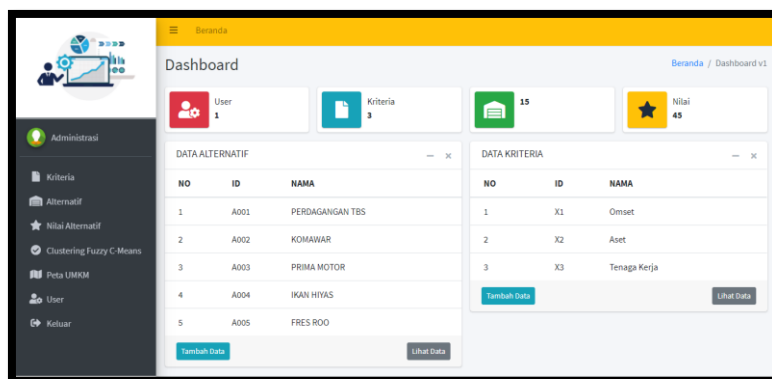 Beranda
Dashboard
Beranda / Dashboard v1
User
1
Kriteria
3
15
Nilai
45
Administrasi
Kriteria
Alternatif
Nilai Alternatif
Clustering Fuzzy C-Means
Peta UMKM
User
Keluar
DATA ALTERNATIF
NO ID NAMA
1 A001 PERDAGANGAN TBS
2 A002 KOMAWAR
3 A003 PRIMA MOTOR
4 A004 IKAN HIYAS
5 A005 FRES ROO
Tambah Data Lihat Data
DATA KRITERIA
NO ID NAMA
1 X1 Omset
2 X2 Aset
3 X3 Tenaga Kerja
Tambah Data Lihat Data